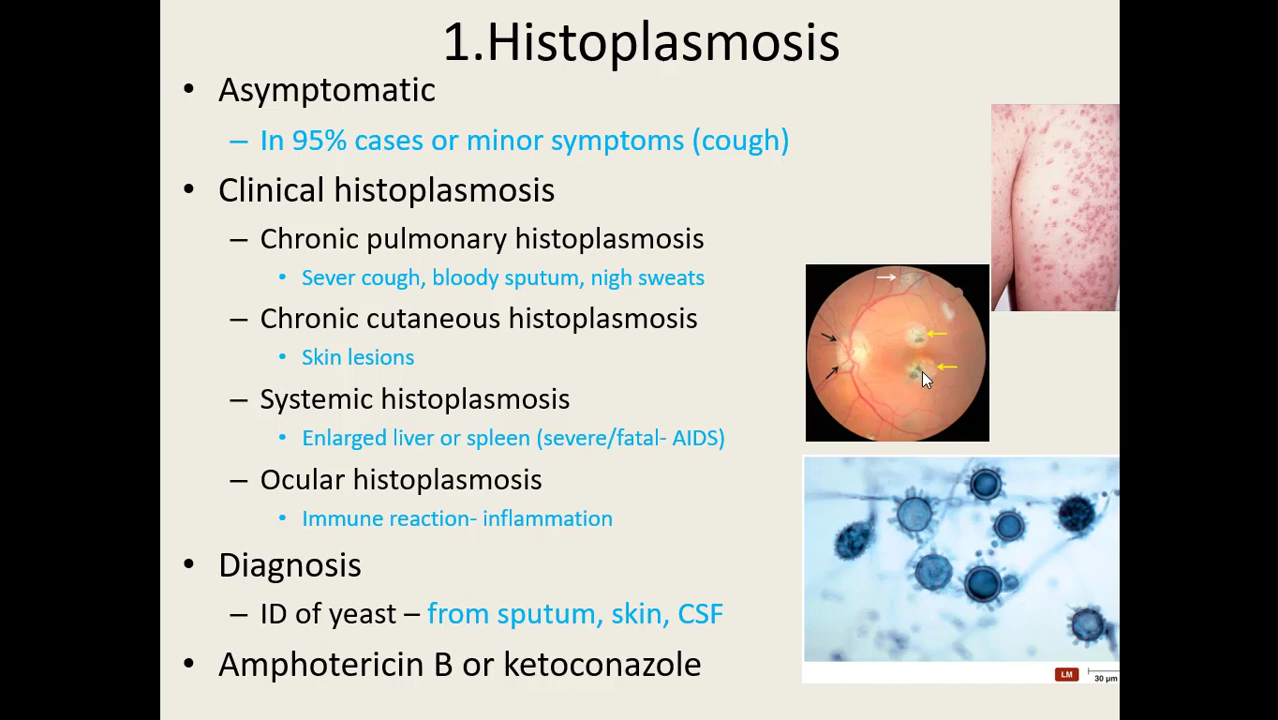 1.Histoplasmosis
• Asymptomatic
– In 95% cases or minor symptoms (cough)
• Clinical histoplasmosis
– Chronic pulmonary histoplasmosis
• Sever cough, bloody sputum, nigh sweats
– Chronic cutaneous histoplasmosis
• Skin lesions
– Systemic histoplasmosis
• Enlarged liver or spleen (severe/fatal- AIDS)
– Ocular histoplasmosis
• Immune reaction- inflammation
• Diagnosis
– ID of yeast – from sputum, skin, CSF
• Amphotericin B or ketoconazole
LM
30 µm